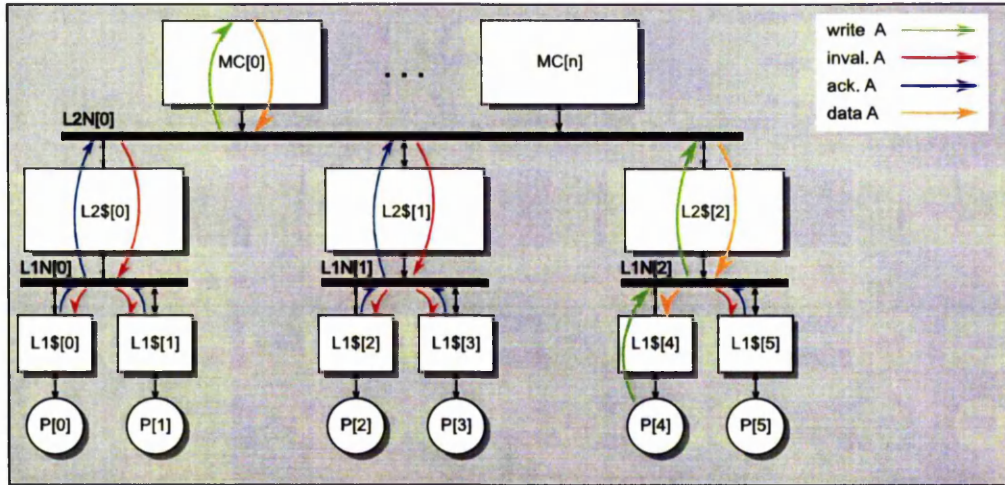 MC[0]
. . .
MC[n]
write A
inval. A
ack. A
data A
L2N[0]
L2$[0]
L2$[1]
L2$[2]
L1N[0]
L1N[1]
L1N[2]
L1$[0]
L1$[1]
L1$[2]
L1$[3]
L1$[4]
L1$[5]
P[0]
P[1]
P[2]
P[3]
P[4]
P[5]